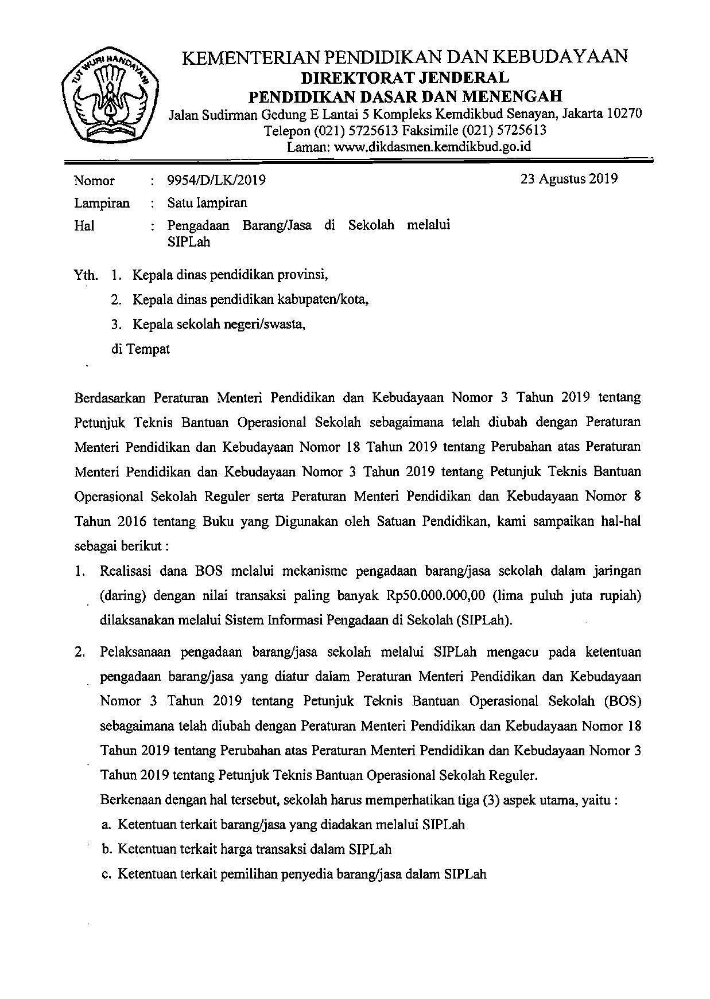 TUT WURI HANDAYANI
KEMENTERIAN PENDIDIKAN DAN KEBUDAYAAN
DIREKTORAT JENDERAL
PENDIDIKAN DASAR DAN MENENGAH
Jalan Sudirman Gedung E Lantai 5 Kompleks Kemdikbud Senayan, Jakarta 10270
Telepon (021) 5725613 Faksimile (021) 5725613
Laman: www.dikdasmen.kemdikbud.go.id
Nomor : 9954/D/LK/2019 23 Agustus 2019
Lampiran : Satu lampiran
Hal : Pengadaan Barang/Jasa di Sekolah melalui
SIPLah
Yth. 1. Kepala dinas pendidikan provinsi,
2. Kepala dinas pendidikan kabupaten/kota,
3. Kepala sekolah negeri/swasta,
di Tempat
Berdasarkan Peraturan Menteri Pendidikan dan Kebudayaan Nomor 3 Tahun 2019 tentang
Petunjuk Teknis Bantuan Operasional Sekolah sebagaimana telah diubah dengan Peraturan
Menteri Pendidikan dan Kebudayaan Nomor 18 Tahun 2019 tentang Perubahan atas Peraturan
Menteri Pendidikan dan Kebudayaan Nomor 3 Tahun 2019 tentang Petunjuk Teknis Bantuan
Operasional Sekolah Reguler serta Peraturan Menteri Pendidikan dan Kebudayaan Nomor 8
Tahun 2016 tentang Buku yang Digunakan oleh Satuan Pendidikan, kami sampaikan hal-hal
sebagai berikut :
1. Realisasi dana BOS melalui mekanisme pengadaan barang/jasa sekolah dalam jaringan
(daring) dengan nilai transaksi paling banyak Rp50.000.000,00 (lima puluh juta rupiah)
dilaksanakan melalui Sistem Informasi Pengadaan di Sekolah (SIPLah).
2. Pelaksanaan pengadaan barang/jasa sekolah melalui SIPLah mengacu pada ketentuan
pengadaan barang/jasa yang diatur dalam Peraturan Menteri Pendidikan dan Kebudayaan
Nomor 3 Tahun 2019 tentang Petunjuk Teknis Bantuan Operasional Sekolah (BOS)
sebagaimana telah diubah dengan Peraturan Menteri Pendidikan dan Kebudayaan Nomor 18
Tahun 2019 tentang Perubahan atas Peraturan Menteri Pendidikan dan Kebudayaan Nomor 3
Tahun 2019 tentang Petunjuk Teknis Bantuan Operasional Sekolah Reguler.
Berkenaan dengan hal tersebut, sekolah harus memperhatikan tiga (3) aspek utama, yaitu :
a. Ketentuan terkait barang/jasa yang diadakan melalui SIPLah
b. Ketentuan terkait harga transaksi dalam SIPLah
c. Ketentuan terkait pemilihan penyedia barang/jasa dalam SIPLah